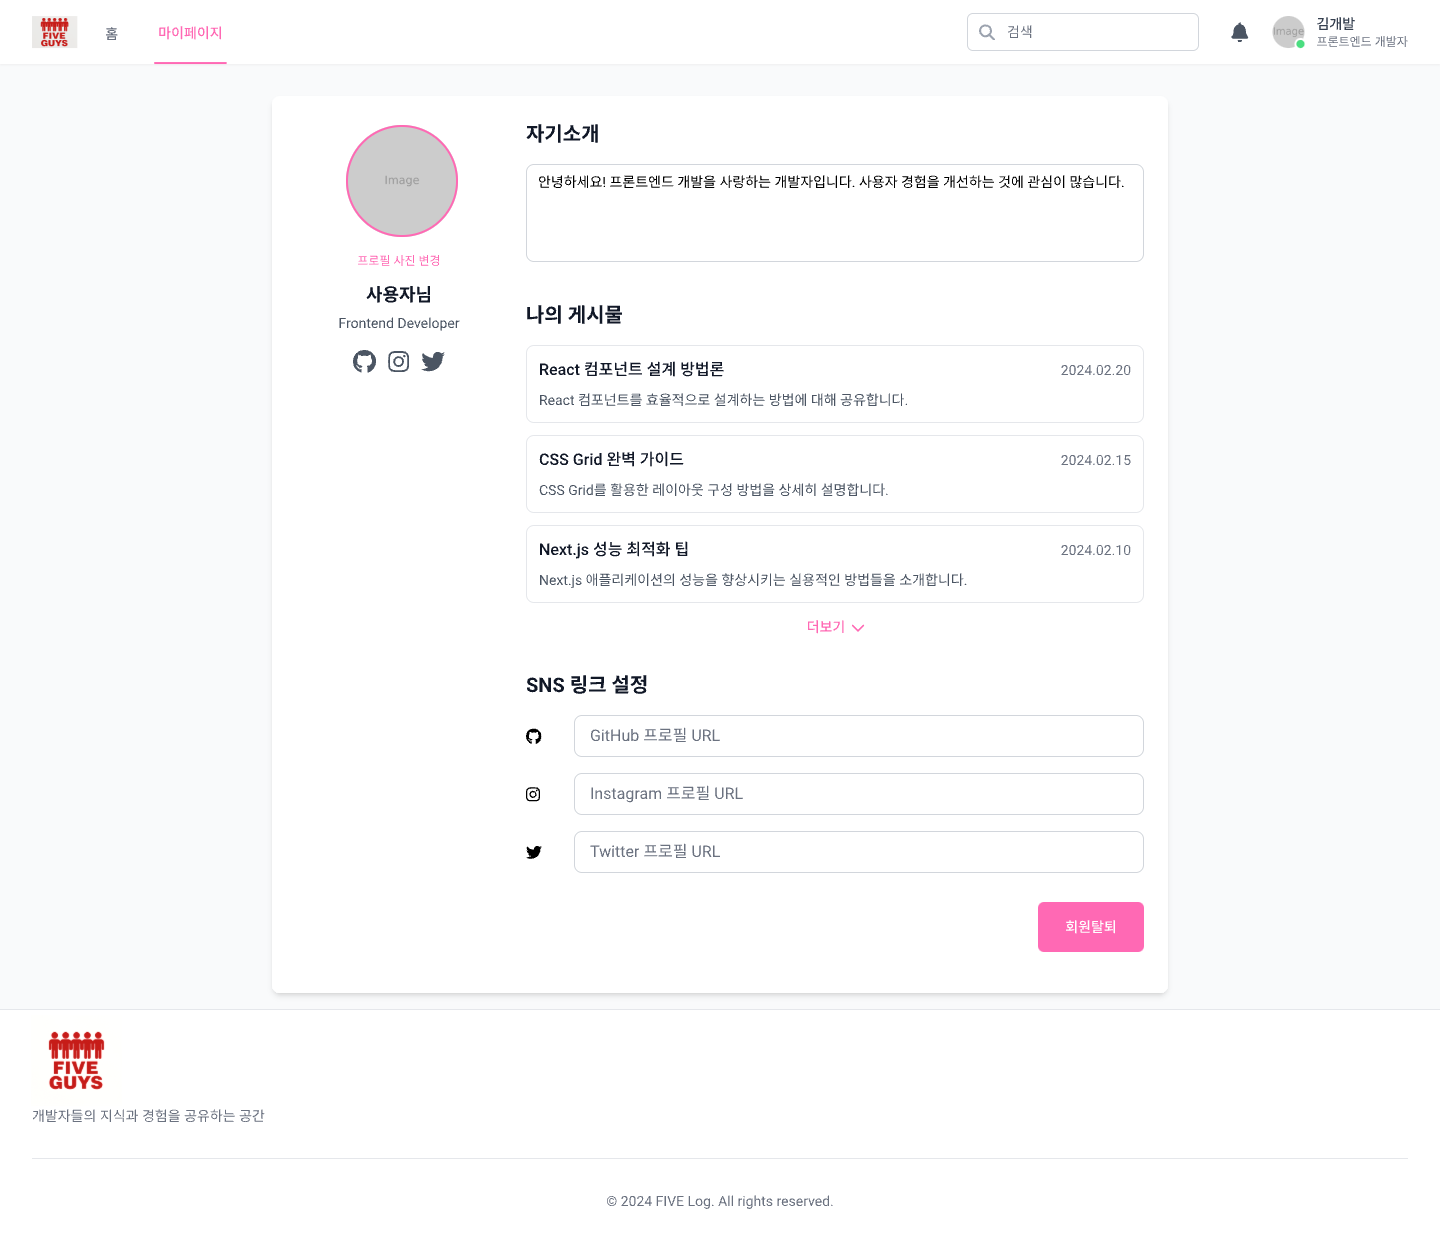 FIVE
GUYS
홈
마이페이지
검색
Image
김개발
프론트엔드 개발자
Image
프로필 사진 변경
사용자님
Frontend Developer
자기소개
안녕하세요! 프론트엔드 개발을 사랑하는 개발자입니다. 사용자 경험을 개선하는 것에 관심이 많습니다.
나의 게시물
React 컴포넌트 설계 방법론
2024.02.20
React 컴포넌트를 효율적으로 설계하는 방법에 대해 공유합니다.
CSS Grid 완벽 가이드
2024.02.15
CSS Grid를 활용한 레이아웃 구성 방법을 상세히 설명합니다.
Next.js 성능 최적화 팁
2024.02.10
Next.js 애플리케이션의 성능을 향상시키는 실용적인 방법들을 소개합니다.
더보기
SNS 링크 설정
GitHub 프로필 URL
Instagram 프로필 URL
Twitter 프로필 URL
회원탈퇴
FIVE
GUYS
개발자들의 지식과 경험을 공유하는 공간
© 2024 FIVE Log. All rights reserved.